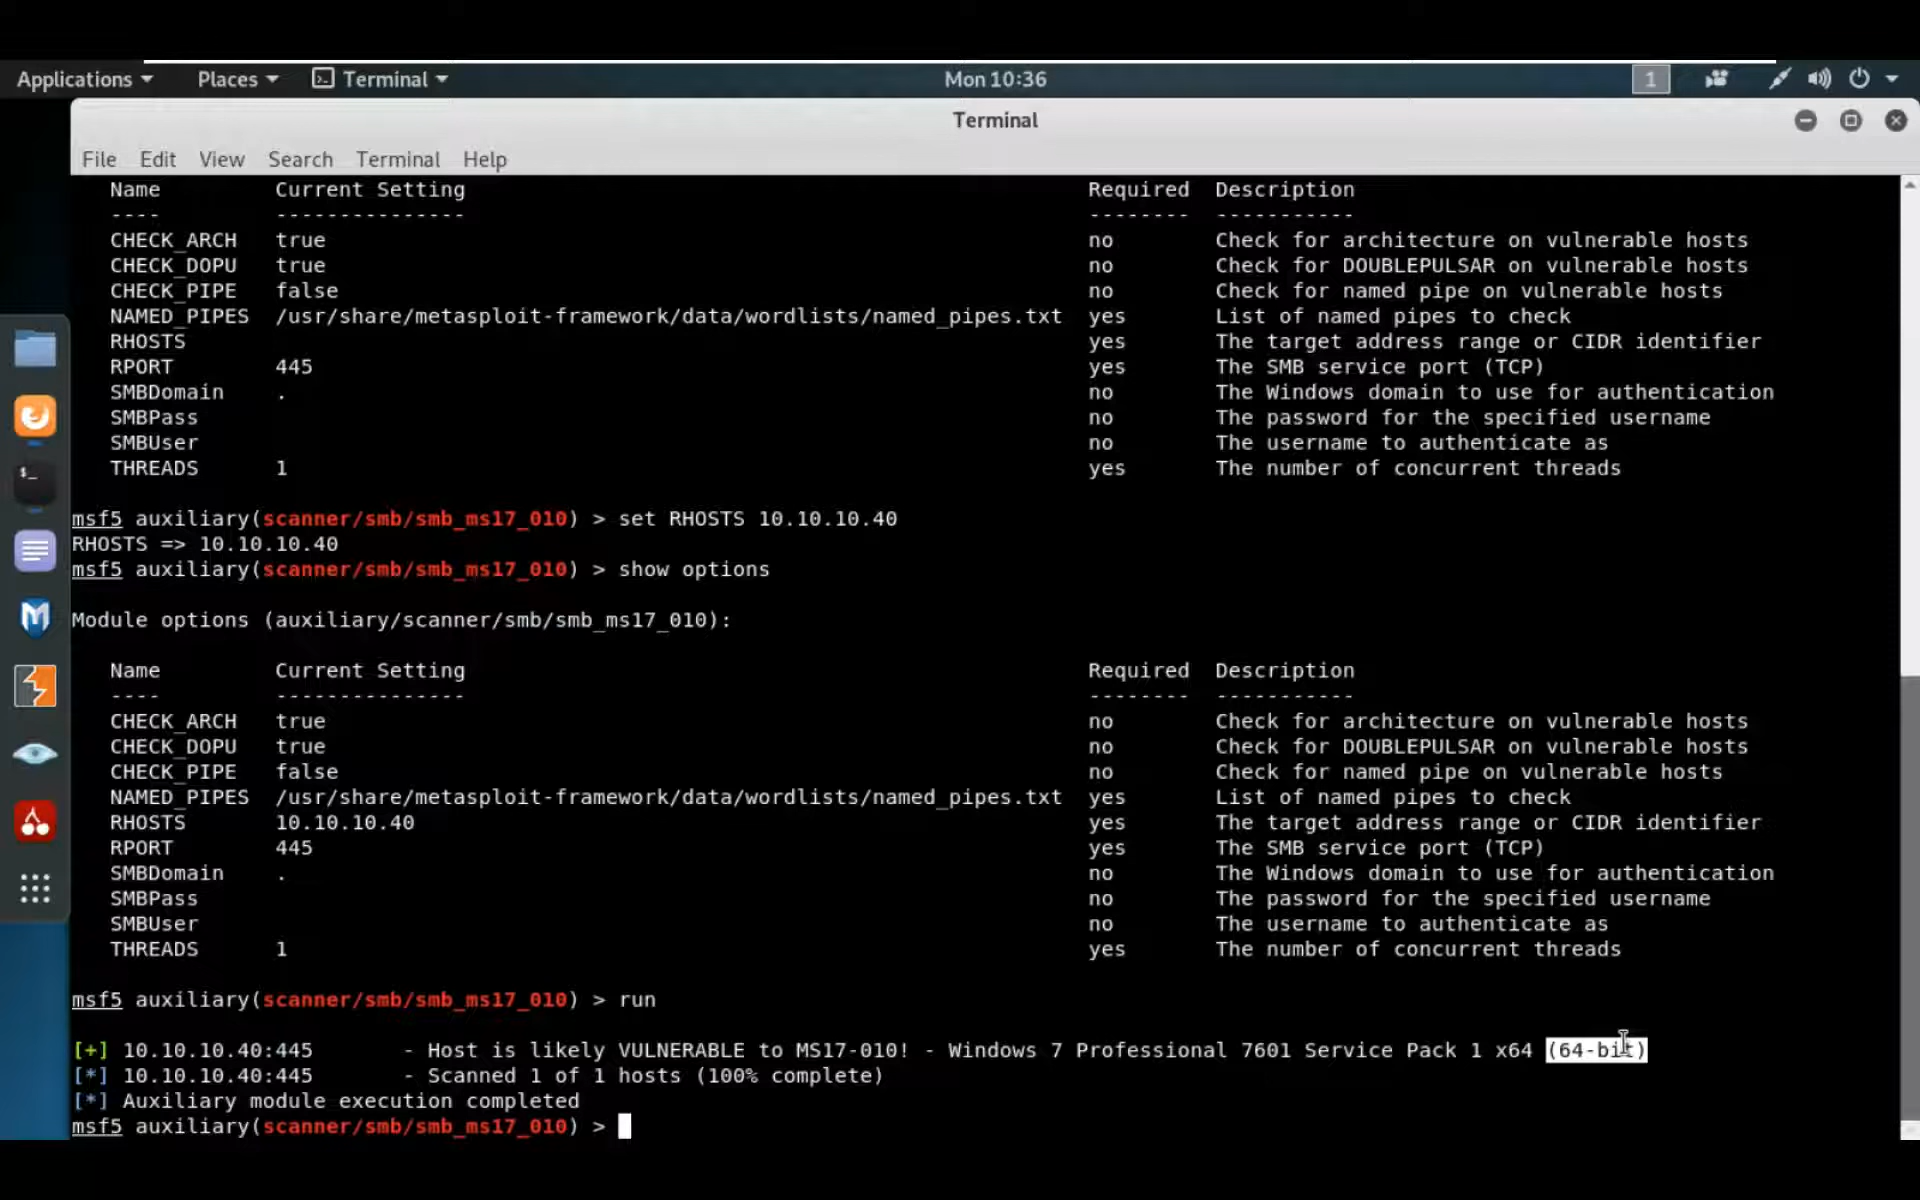 Applications Places Terminal Mon 10:36 1
Terminal
File Edit View Search Terminal Help
Name Current Setting Required Description
---- --------------- -------- -----------
CHECK_ARCH true no Check for architecture on vulnerable hosts
CHECK_DOPU true no Check for DOUBLEPULSAR on vulnerable hosts
CHECK_PIPE false no Check for named pipe on vulnerable hosts
NAMED_PIPES /usr/share/metasploit-framework/data/wordlists/named_pipes.txt yes List of named pipes to check
RHOSTS yes The target address range or CIDR identifier
RPORT 445 yes The SMB service port (TCP)
SMBDomain . no The Windows domain to use for authentication
SMBPass no The password for the specified username
SMBUser no The username to authenticate as
THREADS 1 yes The number of concurrent threads
msf5 auxiliary(scanner/smb/smb_ms17_010) > set RHOSTS 10.10.10.40
RHOSTS => 10.10.10.40
msf5 auxiliary(scanner/smb/smb_ms17_010) > show options
Module options (auxiliary/scanner/smb/smb_ms17_010):
Name Current Setting Required Description
---- --------------- -------- -----------
CHECK_ARCH true no Check for architecture on vulnerable hosts
CHECK_DOPU true no Check for DOUBLEPULSAR on vulnerable hosts
CHECK_PIPE false no Check for named pipe on vulnerable hosts
NAMED_PIPES /usr/share/metasploit-framework/data/wordlists/named_pipes.txt yes List of named pipes to check
RHOSTS 10.10.10.40 yes The target address range or CIDR identifier
RPORT 445 yes The SMB service port (TCP)
SMBDomain . no The Windows domain to use for authentication
SMBPass no The password for the specified username
SMBUser no The username to authenticate as
THREADS 1 yes The number of concurrent threads
msf5 auxiliary(scanner/smb/smb_ms17_010) > run
[+] 10.10.10.40:445 - Host is likely VULNERABLE to MS17-010! - Windows 7 Professional 7601 Service Pack 1 x64 (64-bit)
[*] 10.10.10.40:445 - Scanned 1 of 1 hosts (100% complete)
[*] Auxiliary module execution completed
msf5 auxiliary(scanner/smb/smb_ms17_010) >